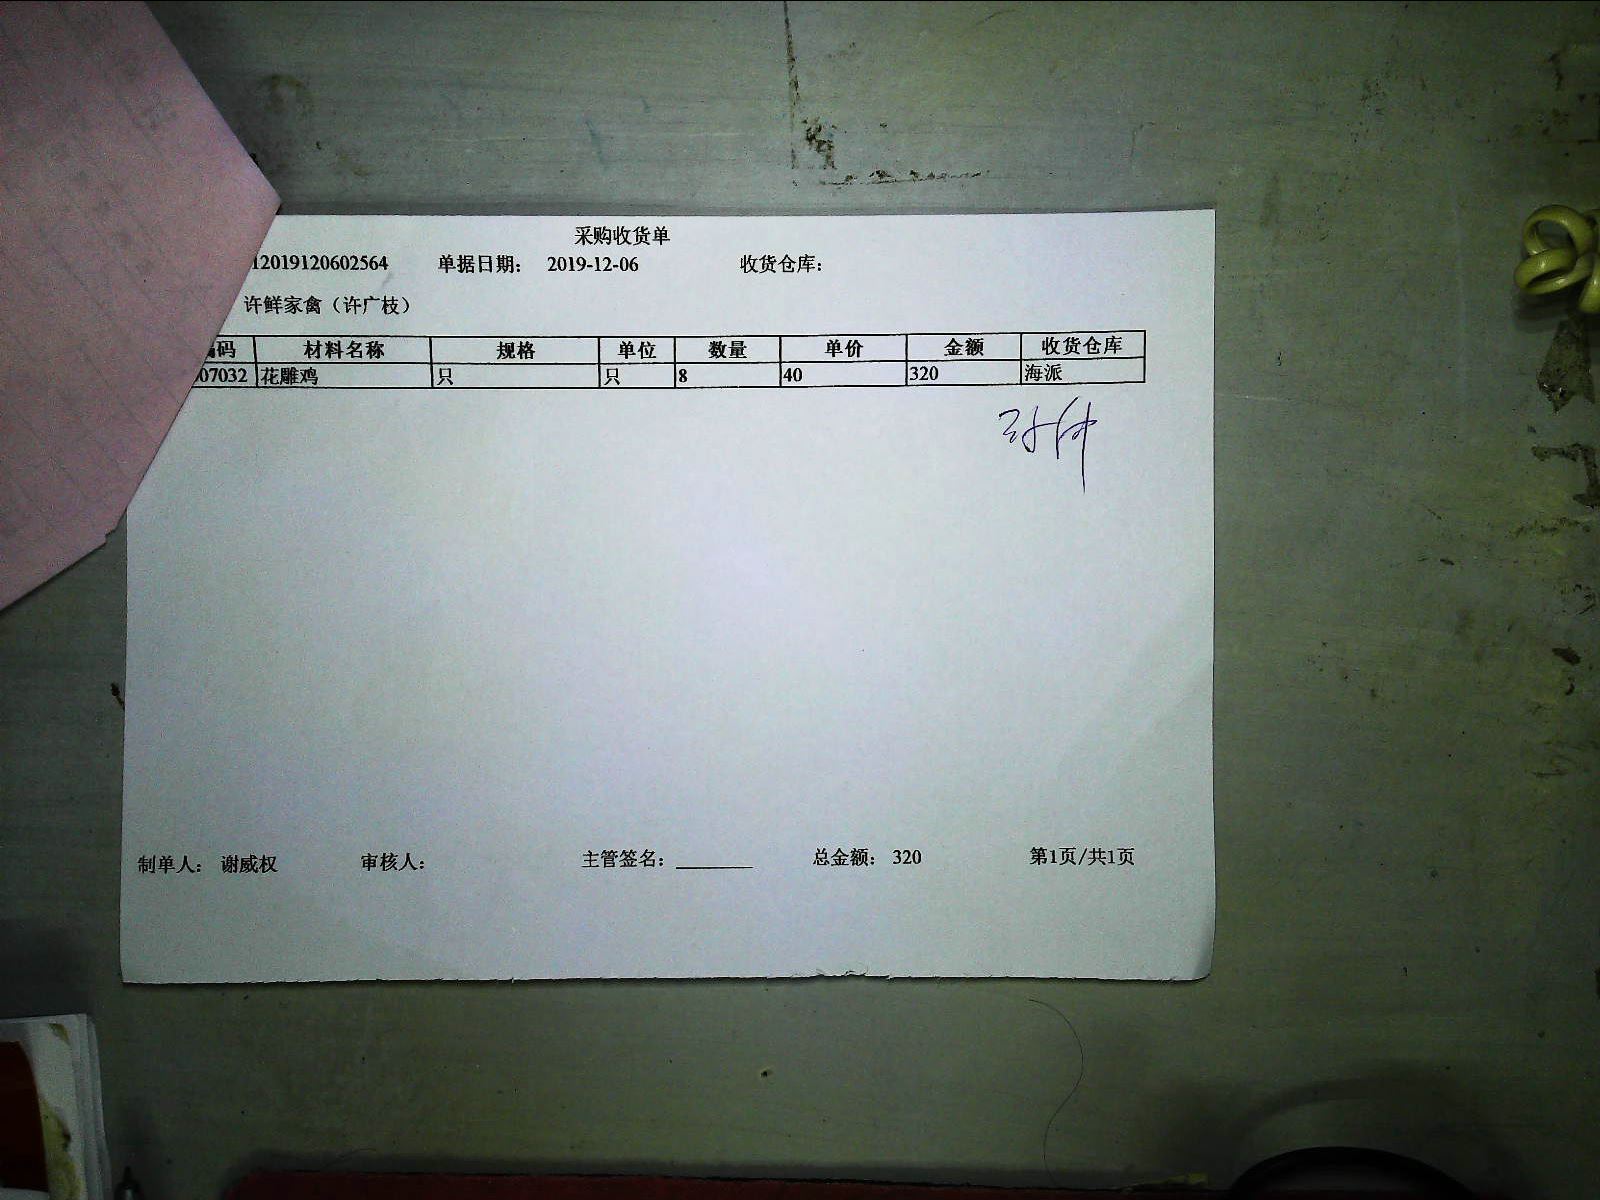 采购收货单
12019120602564 单据日期： 2019-12-06 收货仓库：
许鲜家禽（许广枝）
编码 材料名称 规格 单位 数量 单价 金额 收货仓库
07032 花雕鸡 只 只 8 40 320 海派
制单人： 谢威权 审核人： 主管签名： 总金额： 320 第1页/共1页